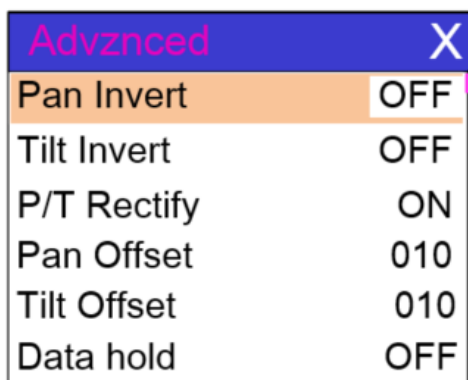 Advznced X
Pan Invert OFF
Tilt Invert OFF
P/T Rectify ON
Pan Offset 010
Tilt Offset 010
Data hold OFF